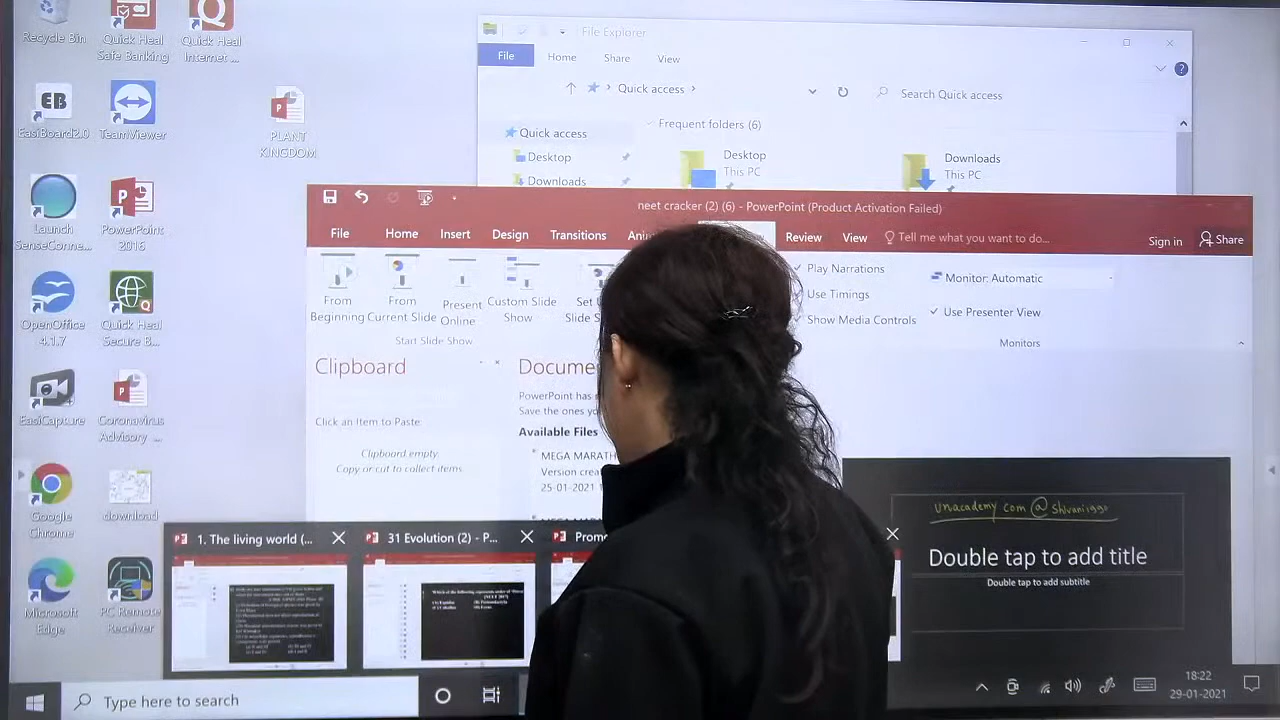 Recycle Bin
Quick Heal
Safe Banking
Quick Heal
Internet ...
EasiBoard2.0
TeamViewer
PLANT
KINGDOM
Launch
SenseConne...
PowerPoint
2016
OpenOffice
4.1.7
Quick Heal
Secure B...
EasiCapture
Coronavirus
Advisory ...
Google
Chrome
download
File Explorer
File
Home
Share
View
Quick access
Search Quick access
Quick access
Frequent folders (6)
Desktop
Downloads
Desktop
This PC
Downloads
This PC
neet cracker (2) (6) - PowerPoint (Product Activation Failed)
File
Home
Insert
Design
Transitions
Review
View
Tell me what you want to do...
Sign in
Share
From
Beginning
From
Current Slide
Present
Online
Custom Slide
Show
Start Slide Show
Play Narrations
Use Timings
Show Media Controls
Monitor: Automatic
Use Presenter View
Monitors
Clipboard
Click an Item to Paste:
Clipboard empty.
Copy or cut to collect items.
PowerPoint has
Save the ones
Available Files
MEGA MARATH
Version
25-01-2021
1. The living world (...
31 Evolution (2) - P...
unacademy com @ Shivani1990
Double tap to add title
Double tap to add subtitle
Type here to search
18:22
29-01-2021